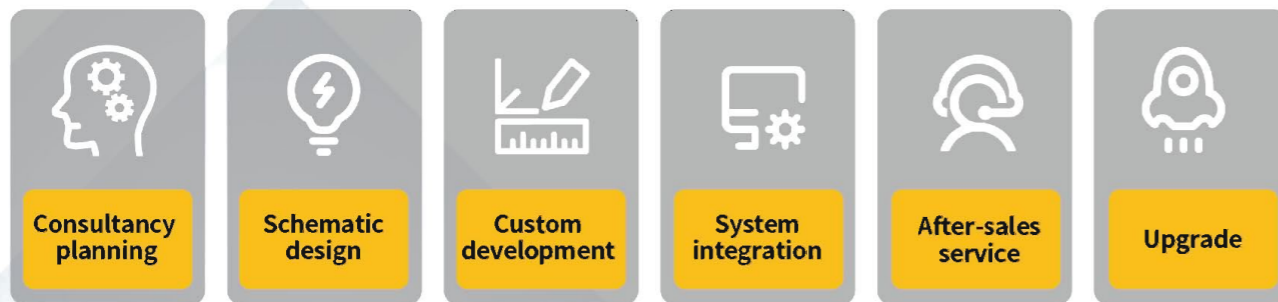 Consultancy
planning
Schematic
design
Custom
development
System
integration
After-sales
service
Upgrade